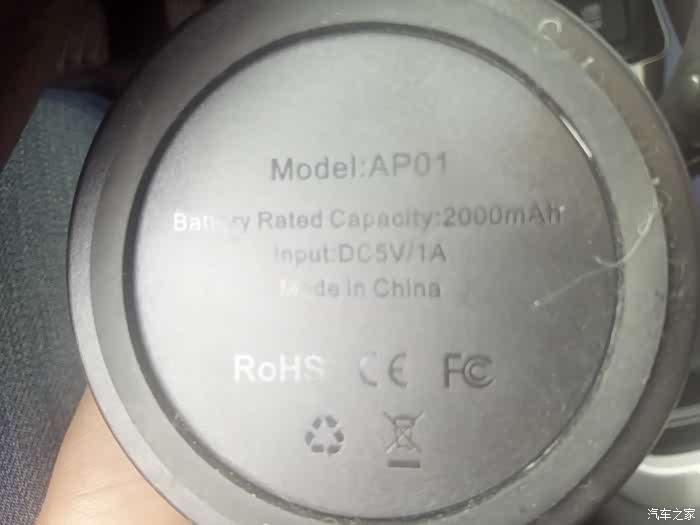 Model:AP01
Battery Rated Capacity:2000mAh
Input:DC5V/1A
Made in China
RoHS CE FC
汽车之家